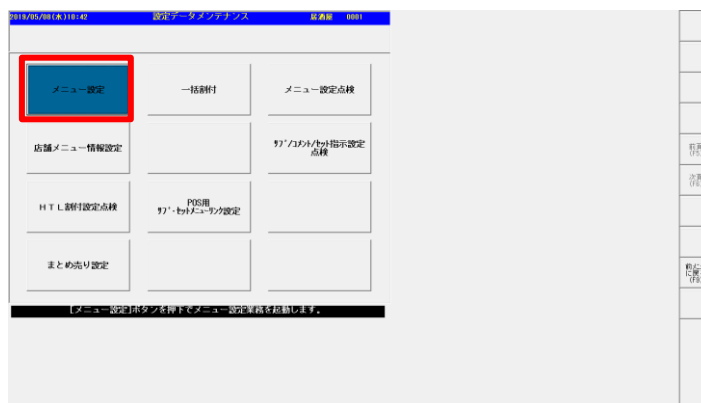 2019/05/08(水)18:42 設定データメンテナンス 居酒屋 0001
メニュー設定 一括割付 メニュー設定点検
店舗メニュー情報設定 ｻﾌﾞ/ｺﾒﾝﾄ/ｾｯﾄ指示設定
点検
ＨＴＬ割付設定点検 POS用
ｻﾌﾞ・ｾｯﾄﾒﾆｭｰﾘﾝｸ設定
まとめ売り設定
【メニュー設定】ボタンを押下でメニュー設定業務を起動します。